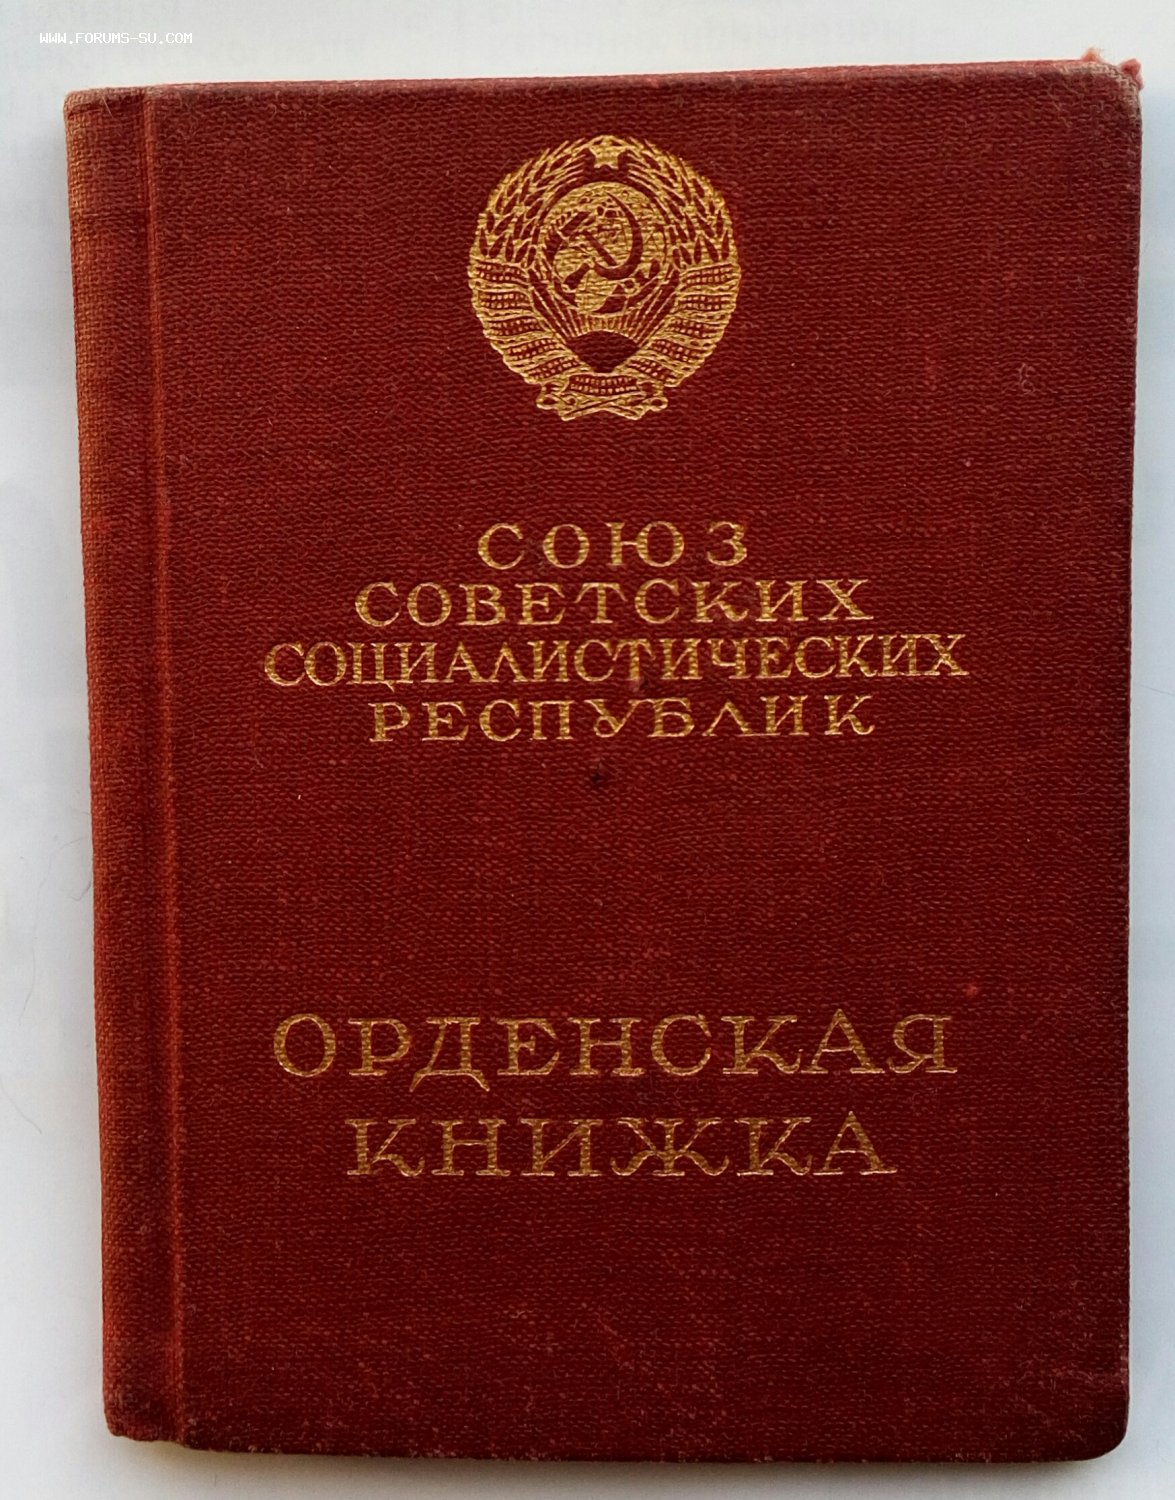 WWW.FORUMS-SU.COM
СОЮЗ
СОВЕТСКИХ
СОЦИАЛИСТИЧЕСКИХ
РЕСПУБЛИК
ОРДЕНСКАЯ
КНИЖКА